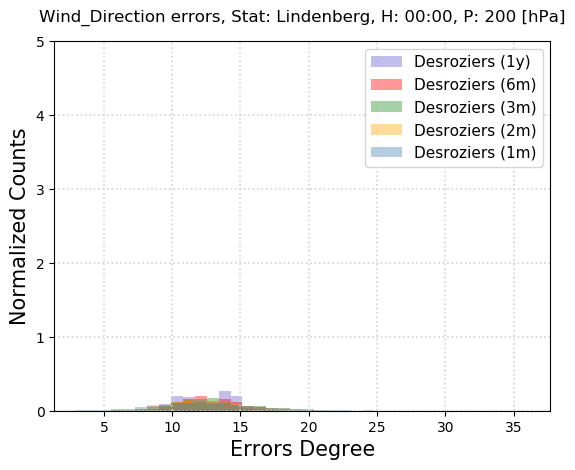 Wind_Direction errors, Stat: Lindenberg, H: 00:00, P: 200 [hPa]
Normalized Counts
5
4
3
2
1
0
Desroziers (1y)
Desroziers (6m)
Desroziers (3m)
Desroziers (2m)
Desroziers (1m)
5 10 15 20 25 30 35
Errors Degree